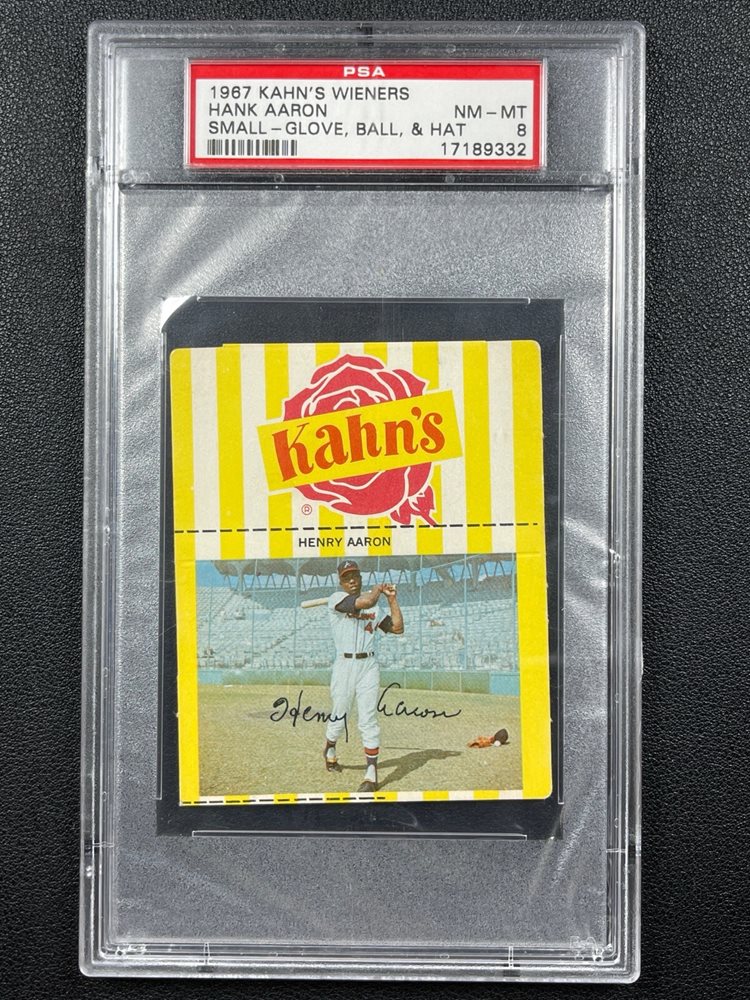 PSA
1967 KAHN'S WIENERS
HANK AARON NM-MT
SMALL-GLOVE, BALL, & HAT 8
17189332
Kahn's
®
HENRY AARON
Henry Aaron